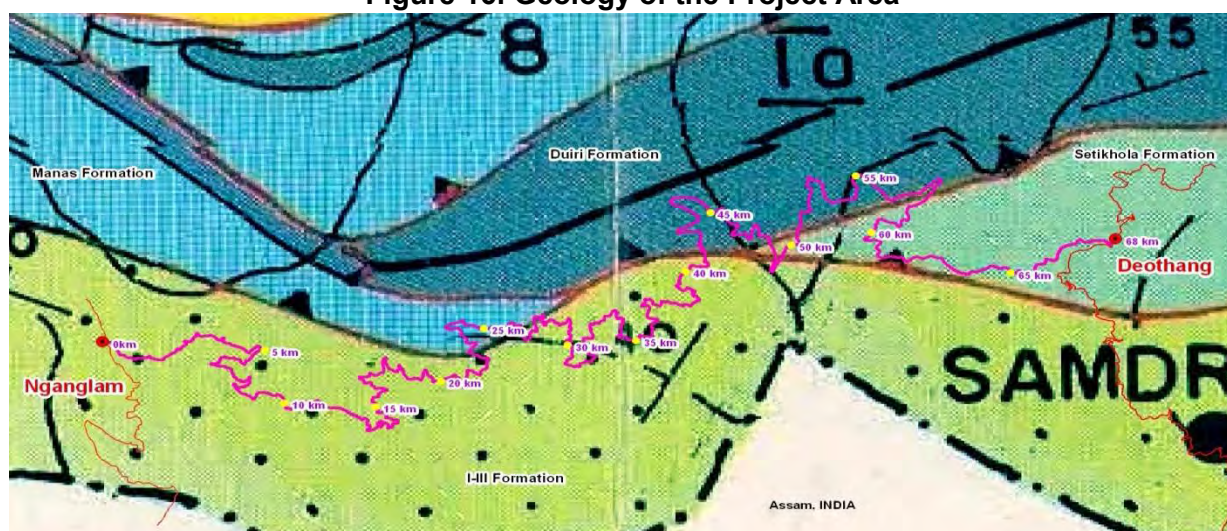 Figure 10. Geology of the Project Area
8
10
55
Manas Formation
Duiri Formation
Setikhola Formation
55 km
45 km
60 km
50 km
68 km
Deothang
65 km
40 km
0km
Nganglam
5 km
25 km
30 km
35 km
20 km
10 km
15 km
SAMDR
I-III Formation
Assam, INDIA